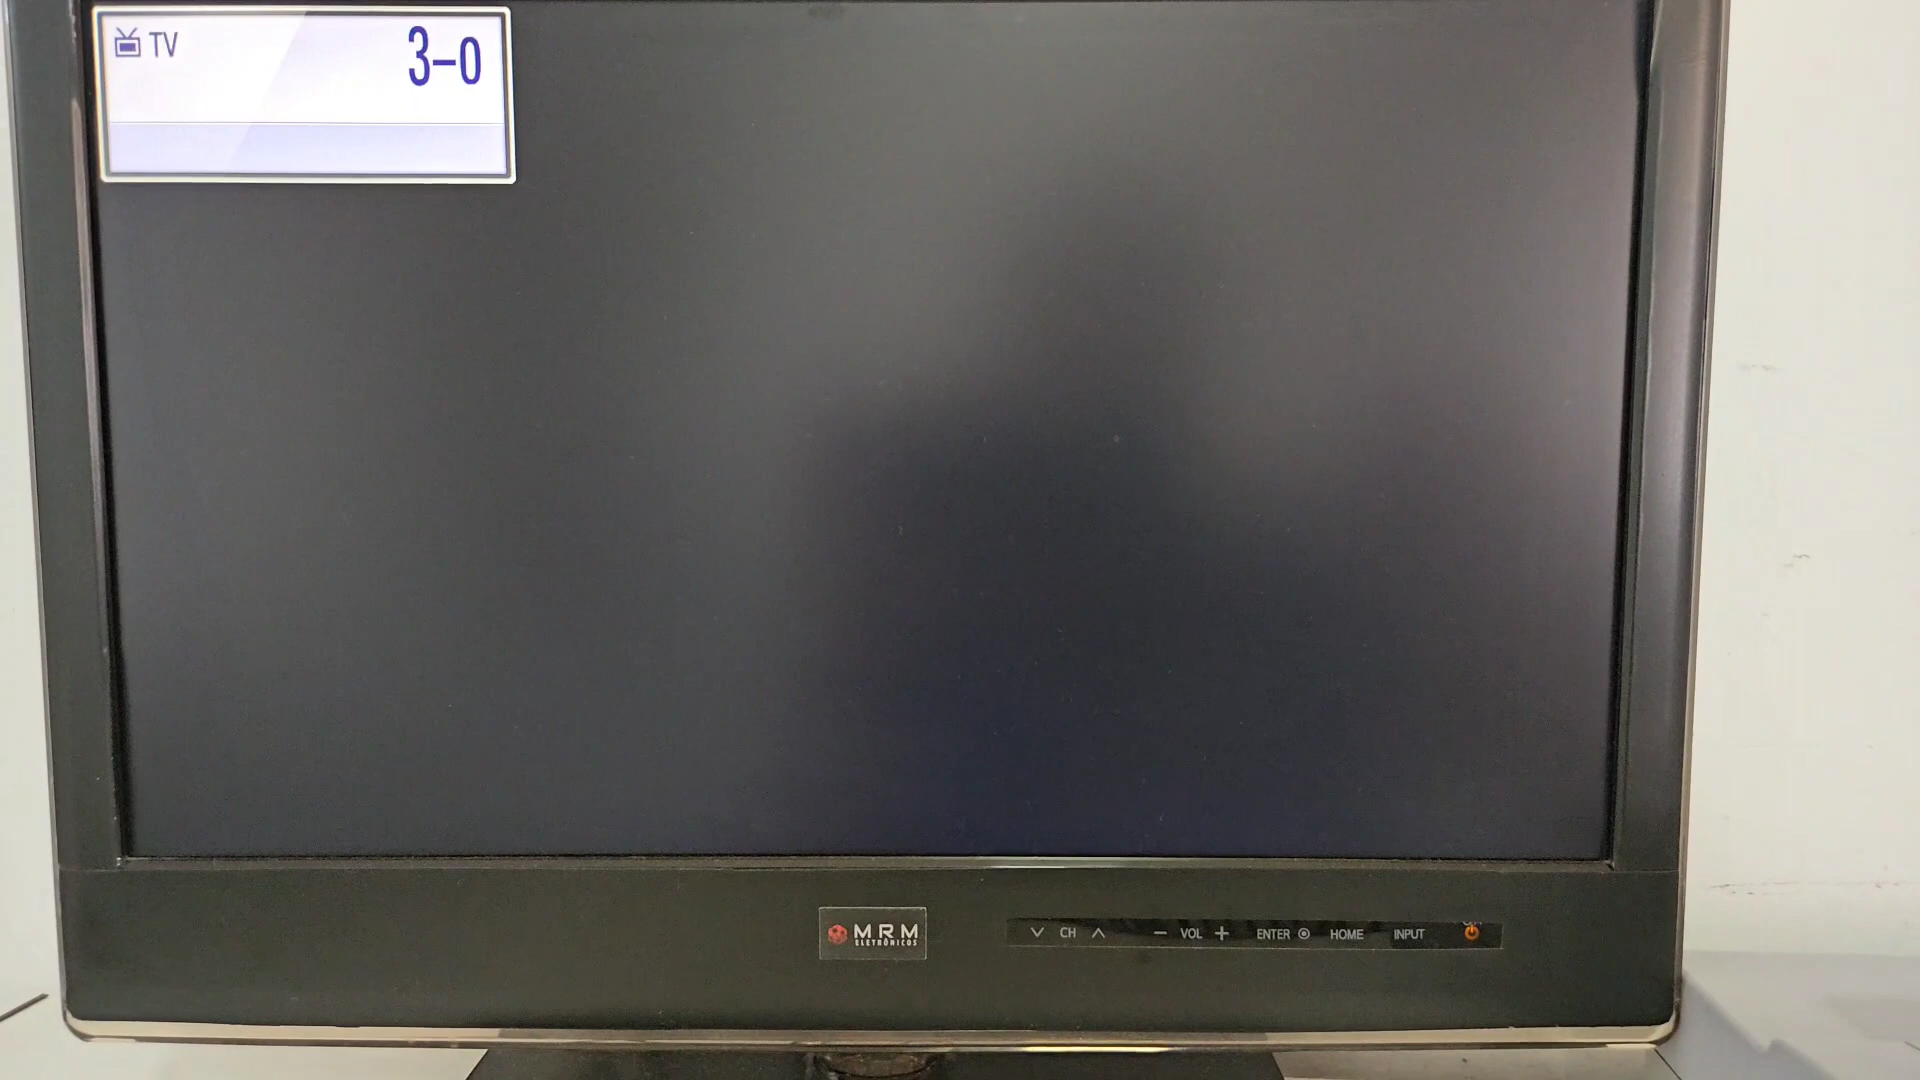 TV 3-0
MRM
ELETRÔNICOS
CH - VOL + ENTER HOME INPUT